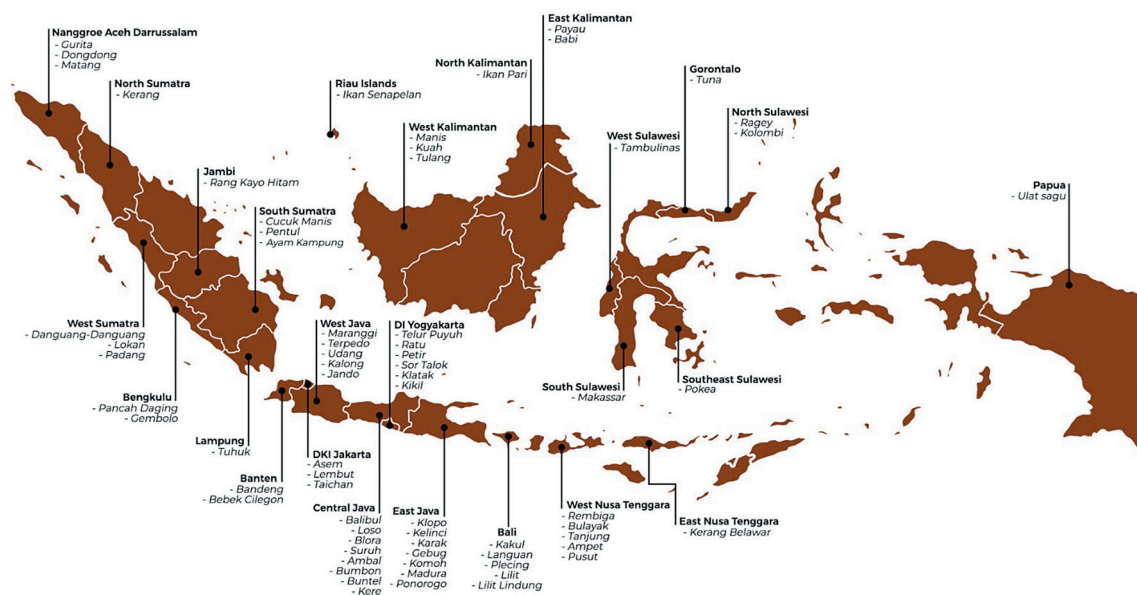 Nanggroe Aceh Darrussalam
- Gurita
- Dongdong
- Matang
North Sumatra
- Kerang
Riau Islands
- Ikan Senapelan
West Kalimantan
- Manis
- Kuah
- Tulang
North Kalimantan
- Ikan Pari
East Kalimantan
- Payau
- Babi
West Sulawesi
- Tambulinas
Gorontalo
- Tuna
North Sulawesi
- Ragey
- Kolombi
Papua
- Ulat sagu
Jambi
- Rang Kayo Hitam
South Sumatra
- Cucuk Manis
- Pentul
- Ayam Kampung
West Sumatra
- Danguang-Danguang
- Lokan
- Padang
Bengkulu
- Pancah Daging
- Gembolo
Lampung
- Tuhuk
Banten
- Bandeng
- Bebek Cilegon
West Java
- Maranggi
- Terpedo
- Udang
- Kalong
- Jando
DKI Jakarta
- Asem
- Lembut
- Taichan
DI Yogyakarta
- Telur Puyuh
- Ratu
- Petir
- Sor Talok
- Klatak
- Kikil
Central Java
- Balibul
- Loso
- Blora
- Suruh
- Ambal
- Bumbon
- Buntel
- Kere
East Java
- Klopo
- Kelinci
- Karak
- Gebug
- Komoh
- Madura
- Ponorogo
Bali
- Kakul
- Languan
- Plecing
- Lilit
- Lilit Lindung
West Nusa Tenggara
- Rembiga
- Bulayak
- Tanjung
- Ampet
- Pusut
East Nusa Tenggara
- Kerang Belawar
South Sulawesi
- Makassar
Southeast Sulawesi
- Pokea